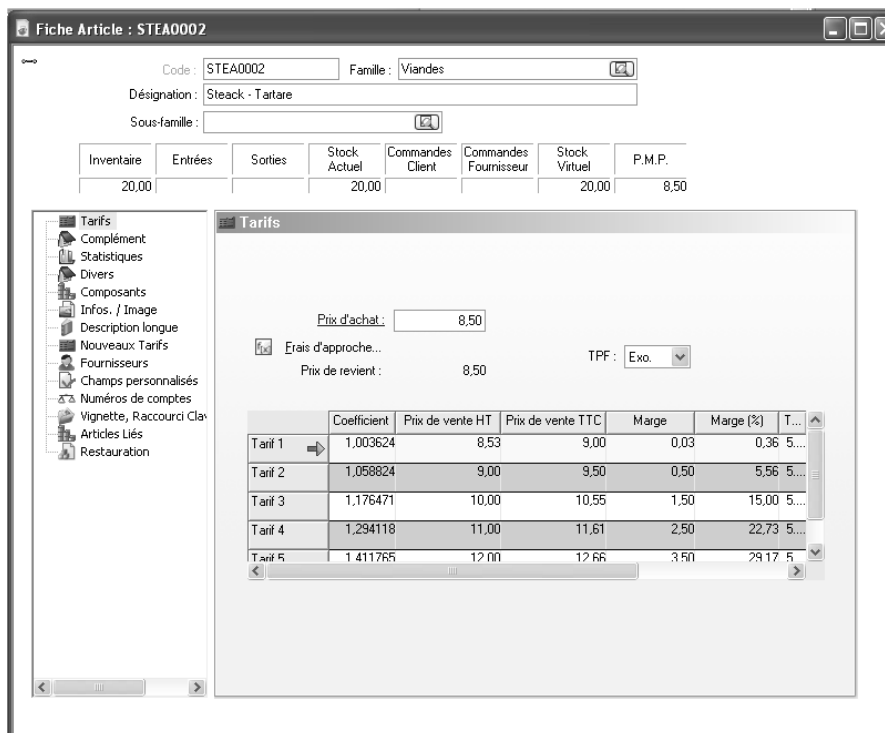 Fiche Article : STEA0002
Code : STEA0002 Famille : Viandes
Désignation : Steack - Tartare
Sous-famille :
Inventaire Entrées Sorties Stock Actuel Commandes Client Commandes Fournisseur Stock Virtuel P.M.P.
20,00 20,00 20,00 8,50
Tarifs
Complément
Statistiques
Divers
Composants
Infos. / Image
Description longue
Nouveaux Tarifs
Fournisseurs
Champs personnalisés
Numéros de comptes
Vignette, Raccourci Clav
Articles Liés
Restauration
Tarifs
Prix d'achat : 8,50
f(x) Frais d'approche...
TPF : Exo.
Prix de revient : 8,50
Coefficient Prix de vente HT Prix de vente TTC Marge Marge (%) T...
Tarif 1 1,003624 8,53 9,00 0,03 0,36 5....
Tarif 2 1,058824 9,00 9,50 0,50 5,56 5....
Tarif 3 1,176471 10,00 10,55 1,50 15,00 5....
Tarif 4 1,294118 11,00 11,61 2,50 22,73 5....
Tarif 5 1,411765 12,00 12,66 3,50 29,17 5